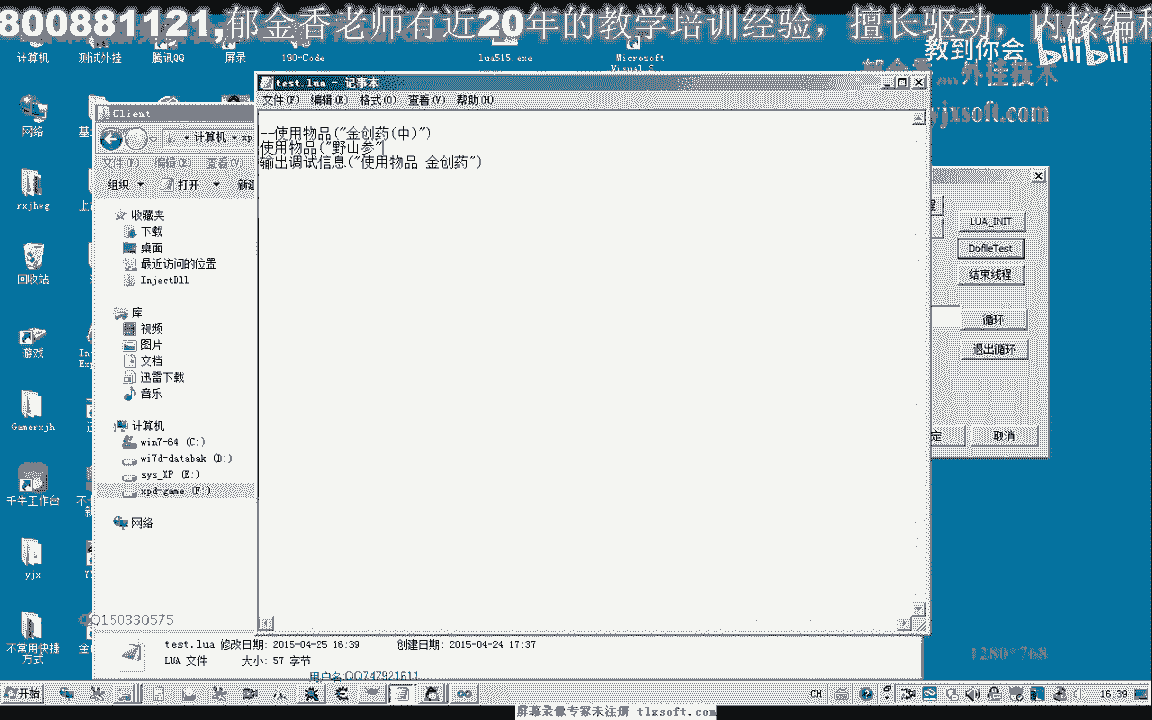 800881121,郁金香老师有近20年的教学培训经验，擅长驱动，内核编程
教到你会 bilibili
外挂技术
yjxsoft.com
计算机
测试外挂
腾讯QQ
屏录
190-Code
lua515.exe
Microsoft
Visual S
网络
rxjhxg
回收站
游戏
Gamerxjh
千牛工作台
yjx
不常用快捷
方式
Client
计算机
文件(F) 编辑(E) 查看(V)
组织 打开
收藏夹
下载
桌面
最近访问的位置
InjectDll
库
视频
图片
文档
迅雷下载
音乐
计算机
win7-64 (C:)
wi7d-databak (D:)
sys_XP (E:)
xpd-game (F:)
网络
test.lua - 记事本
文件(F) 编辑(E) 格式(O) 查看(V) 帮助(H)
--使用物品("金创药(中)")
使用物品("野山参"
输出调试信息("使用物品 金创药")
LUA_INIT
DofileTest
结束线程
循环
退出循环
取消
QQ150330575
test.lua 修改日期: 2015-04-25 16:39 创建日期: 2015-04-24 17:37
LUA 文件 大小: 57 字节
用户名:QQ747921611
1280*768
开始
CH
16:39
屏幕录像专家未注册 tlxsoft.com